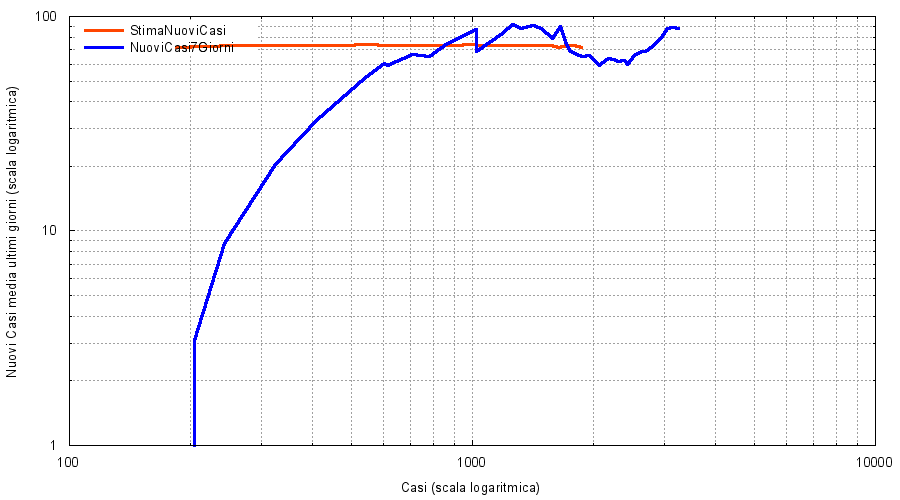 100
StimaNuoviCasi
NuoviCasi7Giorni
10
1
Nuovi Casi media ultimi giorni (scala logaritmica)
100
1000
10000
Casi (scala logaritmica)